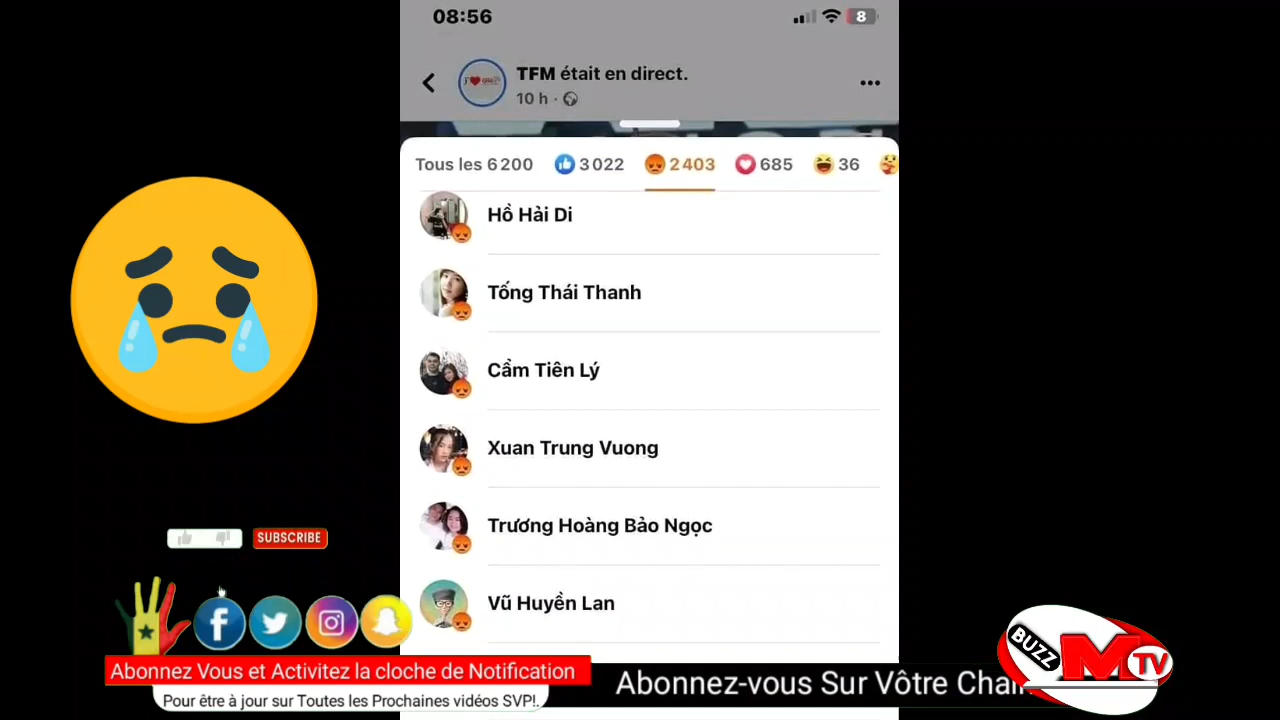 08:56
8
TFM était en direct.
10 h ·
Tous les 6 200 3 022 2 403 685 36
Hồ Hải Di
Tống Thái Thanh
Cẩm Tiên Lý
Xuan Trung Vuong
Trương Hoàng Bảo Ngọc
Vũ Huyền Lan
SUBSCRIBE
Abonnez Vous et Activitez la cloche de Notification
Pour être à jour sur Toutes les Prochaines vidéos SVP!.
Abonnez-vous Sur Vôtre
BUZZ
M TV